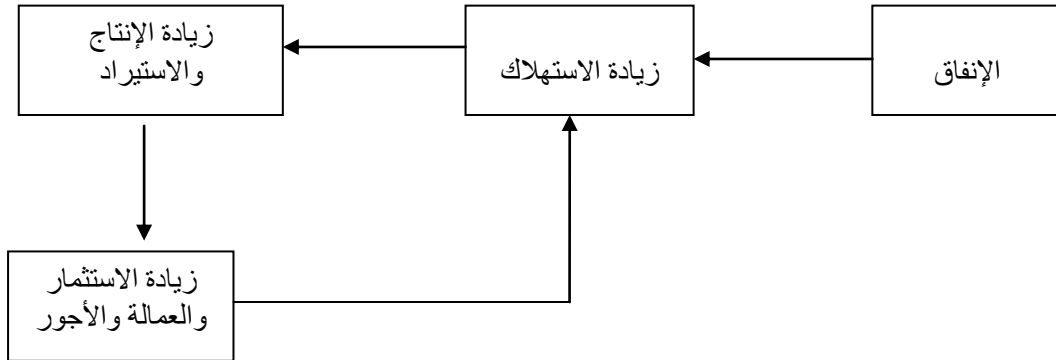 الإنفاق
زيادة الاستهلاك
زيادة الإنتاج
والاستيراد
زيادة الاستثمار
والعمالة والأجور